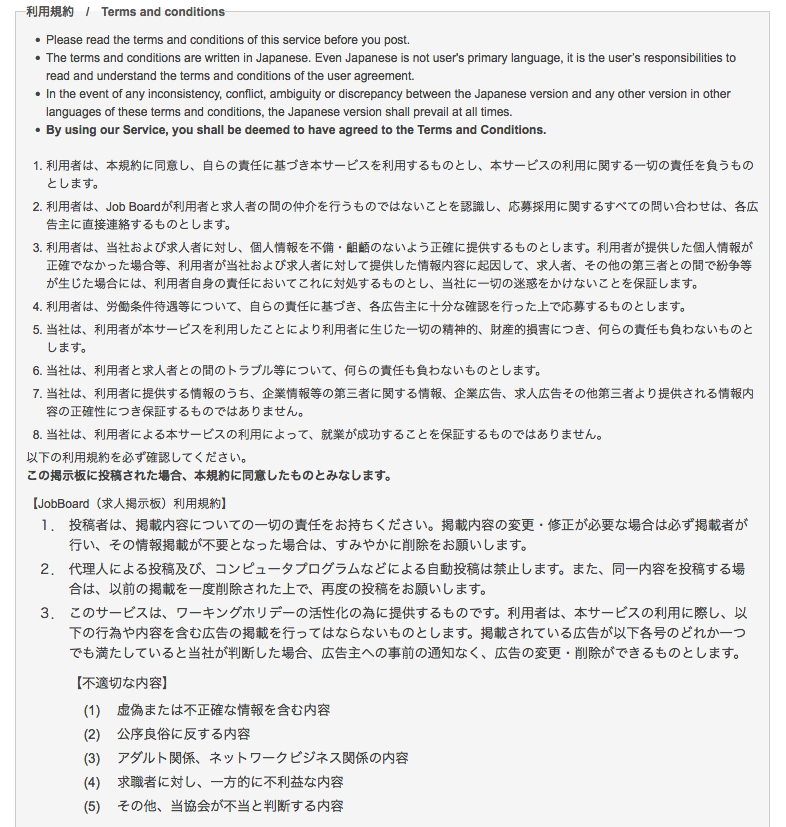 利用規約 / Terms and conditions
• Please read the terms and conditions of this service before you post.
• The terms and conditions are written in Japanese. Even Japanese is not user's primary language, it is the user's responsibilities to
read and understand the terms and conditions of the user agreement.
• In the event of any inconsistency, conflict, ambiguity or discrepancy between the Japanese version and any other version in other
languages of these terms and conditions, the Japanese version shall prevail at all times.
• By using our Service, you shall be deemed to have agreed to the Terms and Conditions.
1. 利用者は、本規約に同意し、自らの責任に基づき本サービスを利用するものとし、本サービスの利用に関する一切の責任を負うもの
とします。
2. 利用者は、Job Boardが利用者と求人者の間の仲介を行うものではないことを認識し、応募採用に関するすべての問い合わせは、各広
告主に直接連絡するものとします。
3. 利用者は、当社および求人者に対し、個人情報を不備・齟齬のないよう正確に提供するものとします。利用者が提供した個人情報が
正確でなかった場合等、利用者が当社および求人者に対して提供した情報内容に起因して、求人者、その他の第三者との間で紛争等
が生じた場合には、利用者自身の責任においてこれに対処するものとし、当社に一切の迷惑をかけないことを保証します。
4. 利用者は、労働条件待遇等について、自らの責任に基づき、各広告主に十分な確認を行った上で応募するものとします。
5. 当社は、利用者が本サービスを利用したことにより利用者に生じた一切の精神的、財産的損害につき、何らの責任も負わないものと
します。
6. 当社は、利用者と求人者との間のトラブル等について、何らの責任も負わないものとします。
7. 当社は、利用者に提供する情報のうち、企業情報等の第三者に関する情報、企業広告、求人広告その他第三者より提供される情報内
容の正確性につき保証するものではありません。
8. 当社は、利用者による本サービスの利用によって、就業が成功することを保証するものではありません。
以下の利用規約を必ず確認してください。
この掲示板に投稿された場合、本規約に同意したものとみなします。
【JobBoard（求人掲示板）利用規約】
１． 投稿者は、掲載内容についての一切の責任をお持ちください。掲載内容の変更・修正が必要な場合は必ず掲載者が
行い、その情報掲載が不要となった場合は、すみやかに削除をお願いします。
２． 代理人による投稿及び、コンピュータプログラムなどによる自動投稿は禁止します。また、同一内容を投稿する場
合は、以前の掲載を一度削除された上で、再度の投稿をお願いします。
３． このサービスは、ワーキングホリデーの活性化の為に提供するものです。利用者は、本サービスの利用に際し、以
下の行為や内容を含む広告の掲載を行ってはならないものとします。掲載されている広告が以下各号のどれか一つ
でも満たしていると当社が判断した場合、広告主への事前の通知なく、広告の変更・削除ができるものとします。
【不適切な内容】
(1) 虚偽または不正確な情報を含む内容
(2) 公序良俗に反する内容
(3) アダルト関係、ネットワークビジネス関係の内容
(4) 求職者に対し、一方的に不利益な内容
(5) その他、当協会が不当と判断する内容